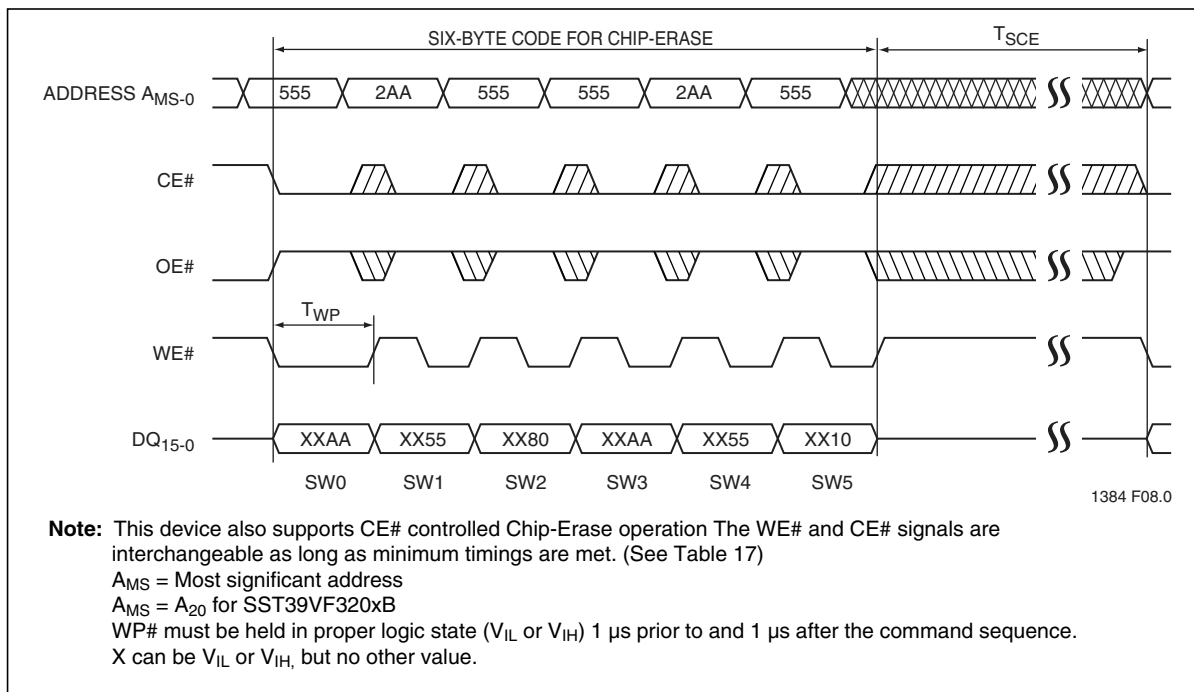 SIX-BYTE CODE FOR CHIP-ERASE
TSCE
ADDRESS AMS-0
555 2AA 555 555 2AA 555
CE#
OE#
TWP
WE#
DQ15-0
XXAA XX55 XX80 XXAA XX55 XX10
SW0 SW1 SW2 SW3 SW4 SW5
1384 F08.0
Note: This device also supports CE# controlled Chip-Erase operation The WE# and CE# signals are
interchangeable as long as minimum timings are met. (See Table 17)
AMS = Most significant address
AMS = A20 for SST39VF320xB
WP# must be held in proper logic state (VIL or VIH) 1 µs prior to and 1 µs after the command sequence.
X can be VIL or VIH, but no other value.